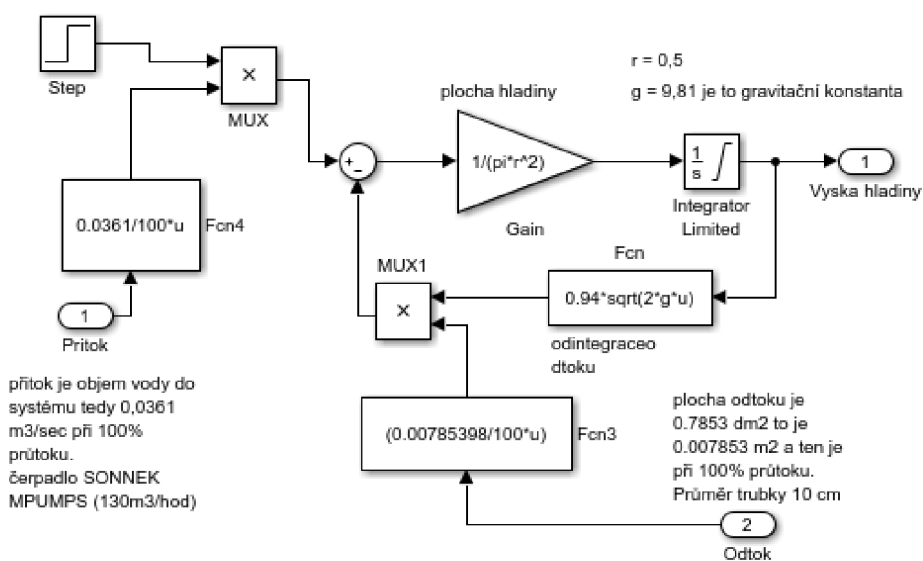 Step
×
MUX
0.0361/100*u
Fcn4
1
Pritok
přitok je objem vody do
systému tedy 0,0361
m3/sec při 100%
průtoku.
čerpadlo SONNEK
MPUMPS (130m3/hod)
+
−
plocha hladiny
1/(pi*r^2)
Gain
r = 0,5
g = 9,81 je to gravitační konstanta
1
s
Integrator
Limited
1
Vyska hladiny
MUX1
×
Fcn
0.94*sqrt(2*g*u)
odintegraceo
dtoku
(0.00785398/100*u)
Fcn3
plocha odtoku je
0.7853 dm2 to je
0.007853 m2 a ten je
při 100% průtoku.
Průměr trubky 10 cm
2
Odtok